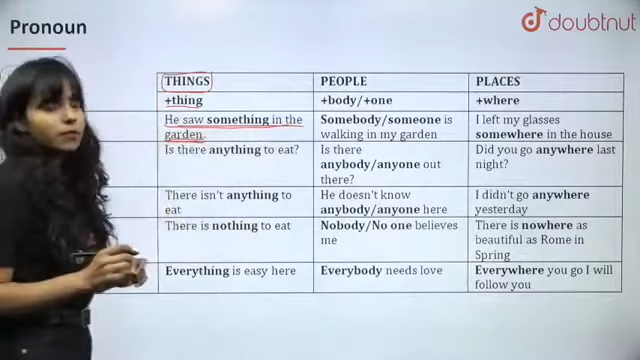 Pronoun
doubtnut
THINGS PEOPLE PLACES
+thing +body/+one +where
He saw something in the Somebody/someone is I left my glasses
garden. walking in my garden somewhere in the house
Is there anything to eat? Is there Did you go anywhere last
anybody/anyone out night?
there?
There isn't anything to He doesn't know I didn't go anywhere
eat anybody/anyone here yesterday
There is nothing to eat Nobody/No one believes There is nowhere as
me beautiful as Rome in
Spring
Everything is easy here Everybody needs love Everywhere you go I will
follow you